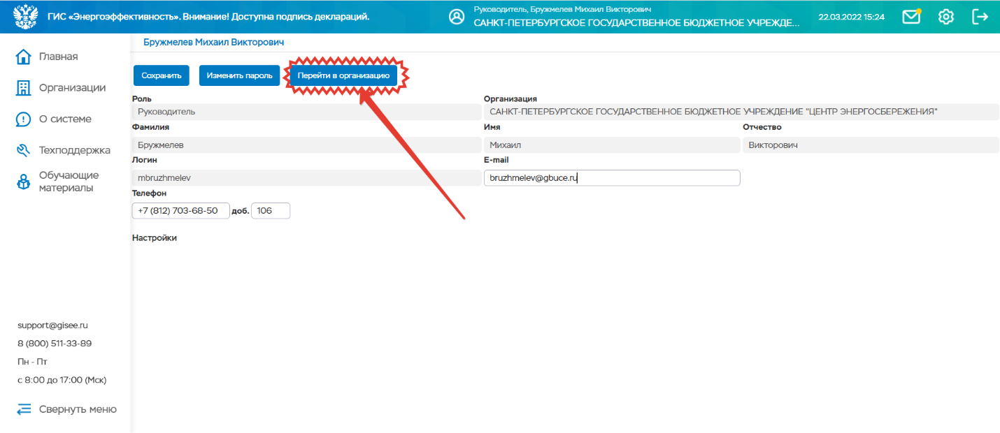 ГИС «Энергоэффективность». Внимание! Доступна подпись деклараций.
Руководитель, Бружмелев Михаил Викторович
САНКТ-ПЕТЕРБУРГСКОЕ ГОСУДАРСТВЕННОЕ БЮДЖЕТНОЕ УЧРЕЖДЕ...
22.03.2022 15:24
Главная
Организации
О системе
Техподдержка
Обучающие
материалы
support@gisee.ru
8 (800) 511-33-89
Пн - Пт
с 8:00 до 17:00 (Мск)
Свернуть меню
Бружмелев Михаил Викторович
Сохранить
Изменить пароль
Перейти в организацию
Роль
Организация
Руководитель
САНКТ-ПЕТЕРБУРГСКОЕ ГОСУДАРСТВЕННОЕ БЮДЖЕТНОЕ УЧРЕЖДЕНИЕ "ЦЕНТР ЭНЕРГОСБЕРЕЖЕНИЯ"
Фамилия
Имя
Отчество
Бружмелев
Михаил
Викторович
Логин
E-mail
mbruzhmelev
bruzhmelev@gbuce.ru
Телефон
+7 (812) 703-68-50 доб. 106
Настройки